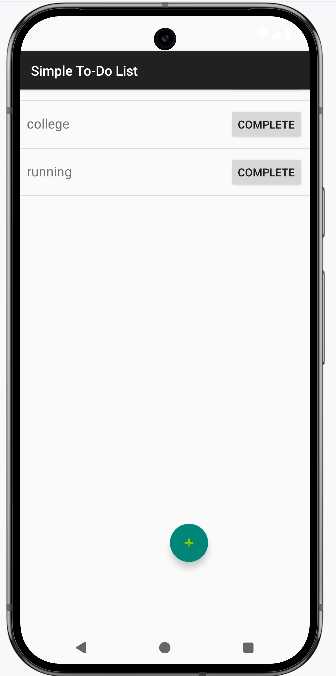 Simple To-Do List
college
COMPLETE
running
COMPLETE
+